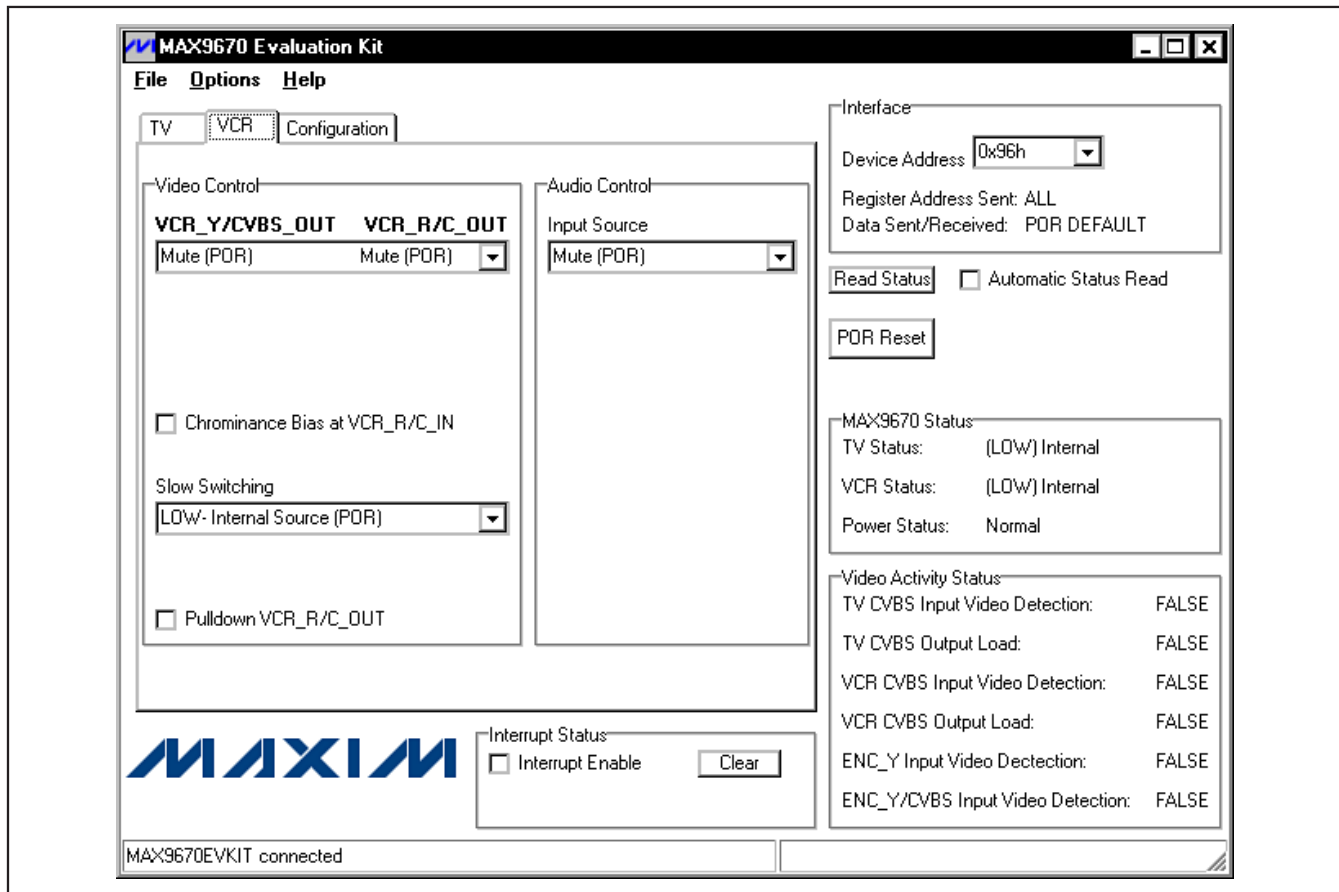 MAX9670 Evaluation Kit
File Options Help
TV VCR Configuration
Video Control
VCR_Y/CVBS_OUT VCR_R/C_OUT
Mute (POR) Mute (POR)
Chrominance Bias at VCR_R/C_IN
Slow Switching
LOW- Internal Source (POR)
Pulldown VCR_R/C_OUT
Audio Control
Input Source
Mute (POR)
Interface
Device Address 0x96h
Register Address Sent: ALL
Data Sent/Received: POR DEFAULT
Read Status Automatic Status Read
POR Reset
MAX9670 Status
TV Status: (LOW) Internal
VCR Status: (LOW) Internal
Power Status: Normal
Video Activity Status
TV CVBS Input Video Detection: FALSE
TV CVBS Output Load: FALSE
VCR CVBS Input Video Detection: FALSE
VCR CVBS Output Load: FALSE
ENC_Y Input Video Dectection: FALSE
ENC_Y/CVBS Input Video Detection: FALSE
MAXIM
Interrupt Status
Interrupt Enable Clear
MAX9670EVKIT connected